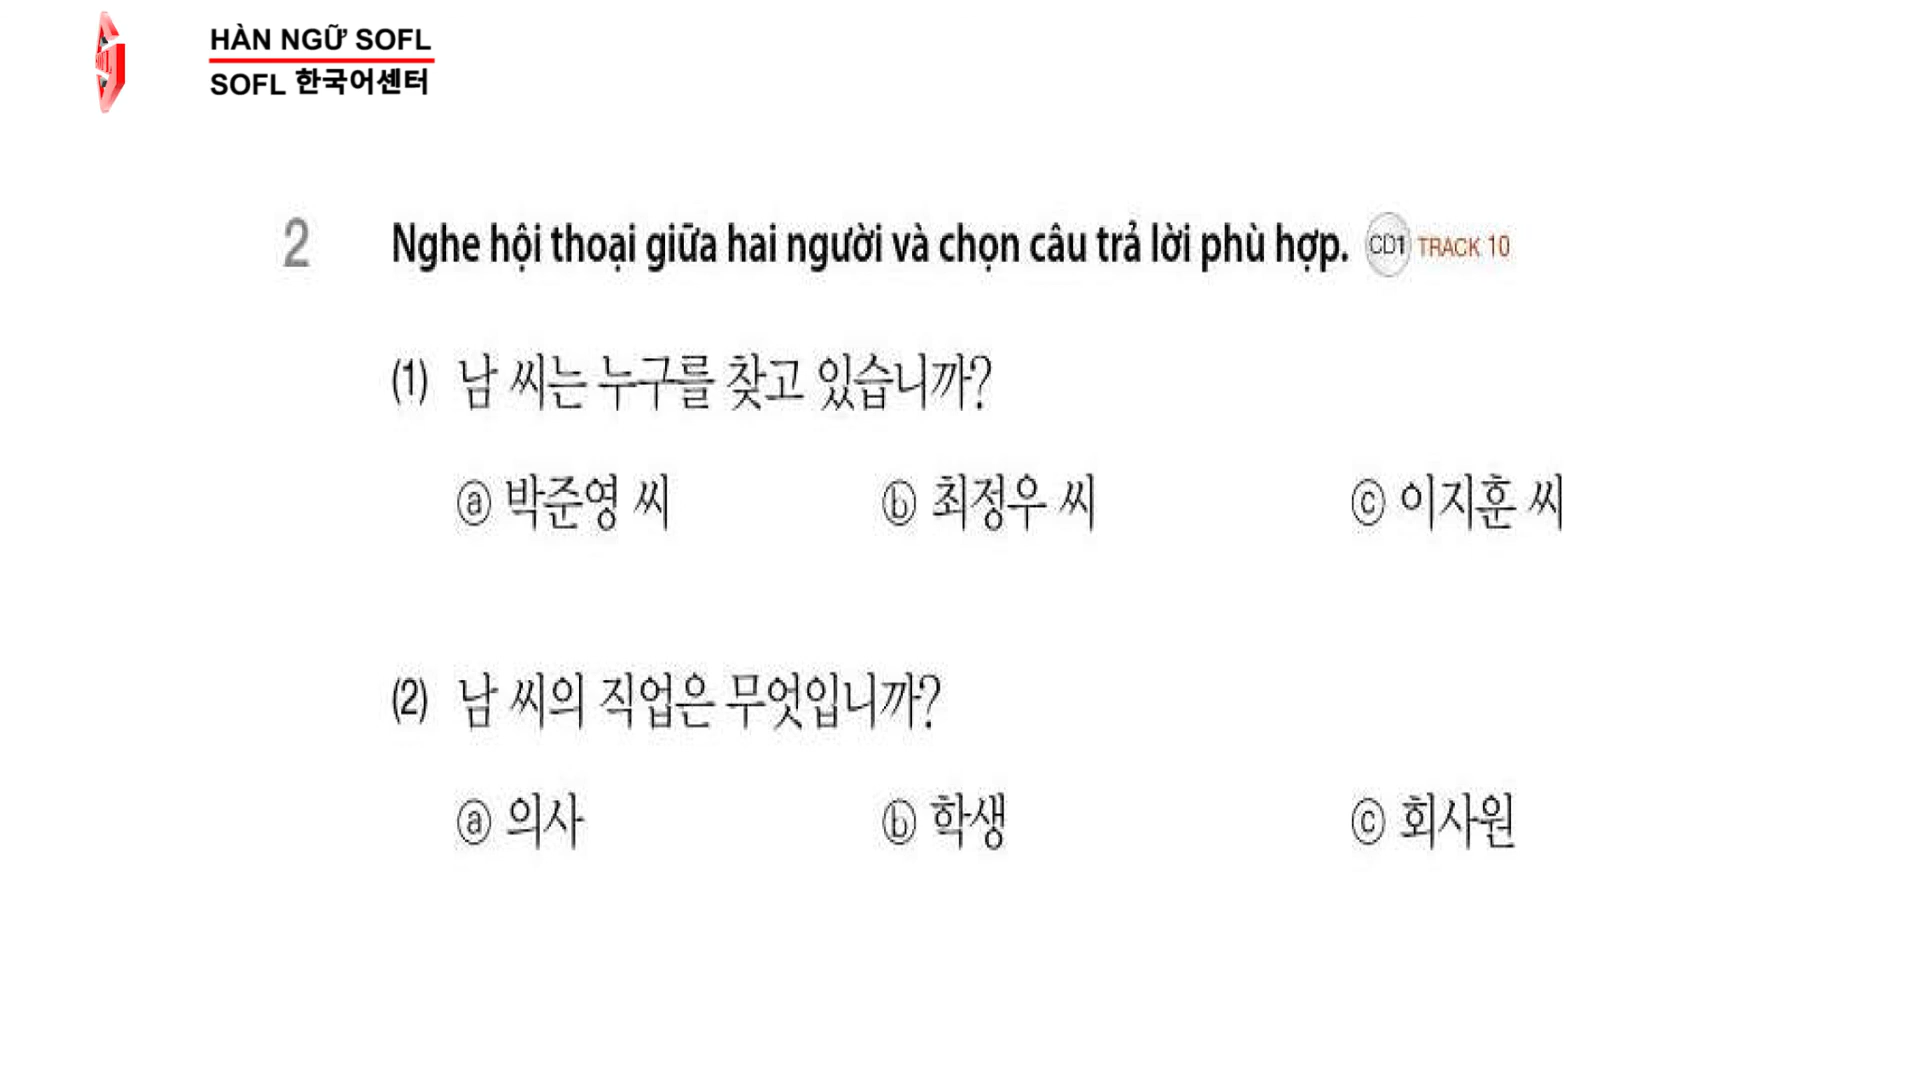 HÀN NGỮ SOFL
SOFL 한국어센터
2 Nghe hội thoại giữa hai người và chọn câu trả lời phù hợp. CD1 TRACK 10
(1) 남 씨는 누구를 찾고 있습니까?
ⓐ 박준영 씨 ⓑ 최정우 씨 ⓒ 이지훈 씨
(2) 남 씨의 직업은 무엇입니까?
ⓐ 의사 ⓑ 학생 ⓒ 회사원